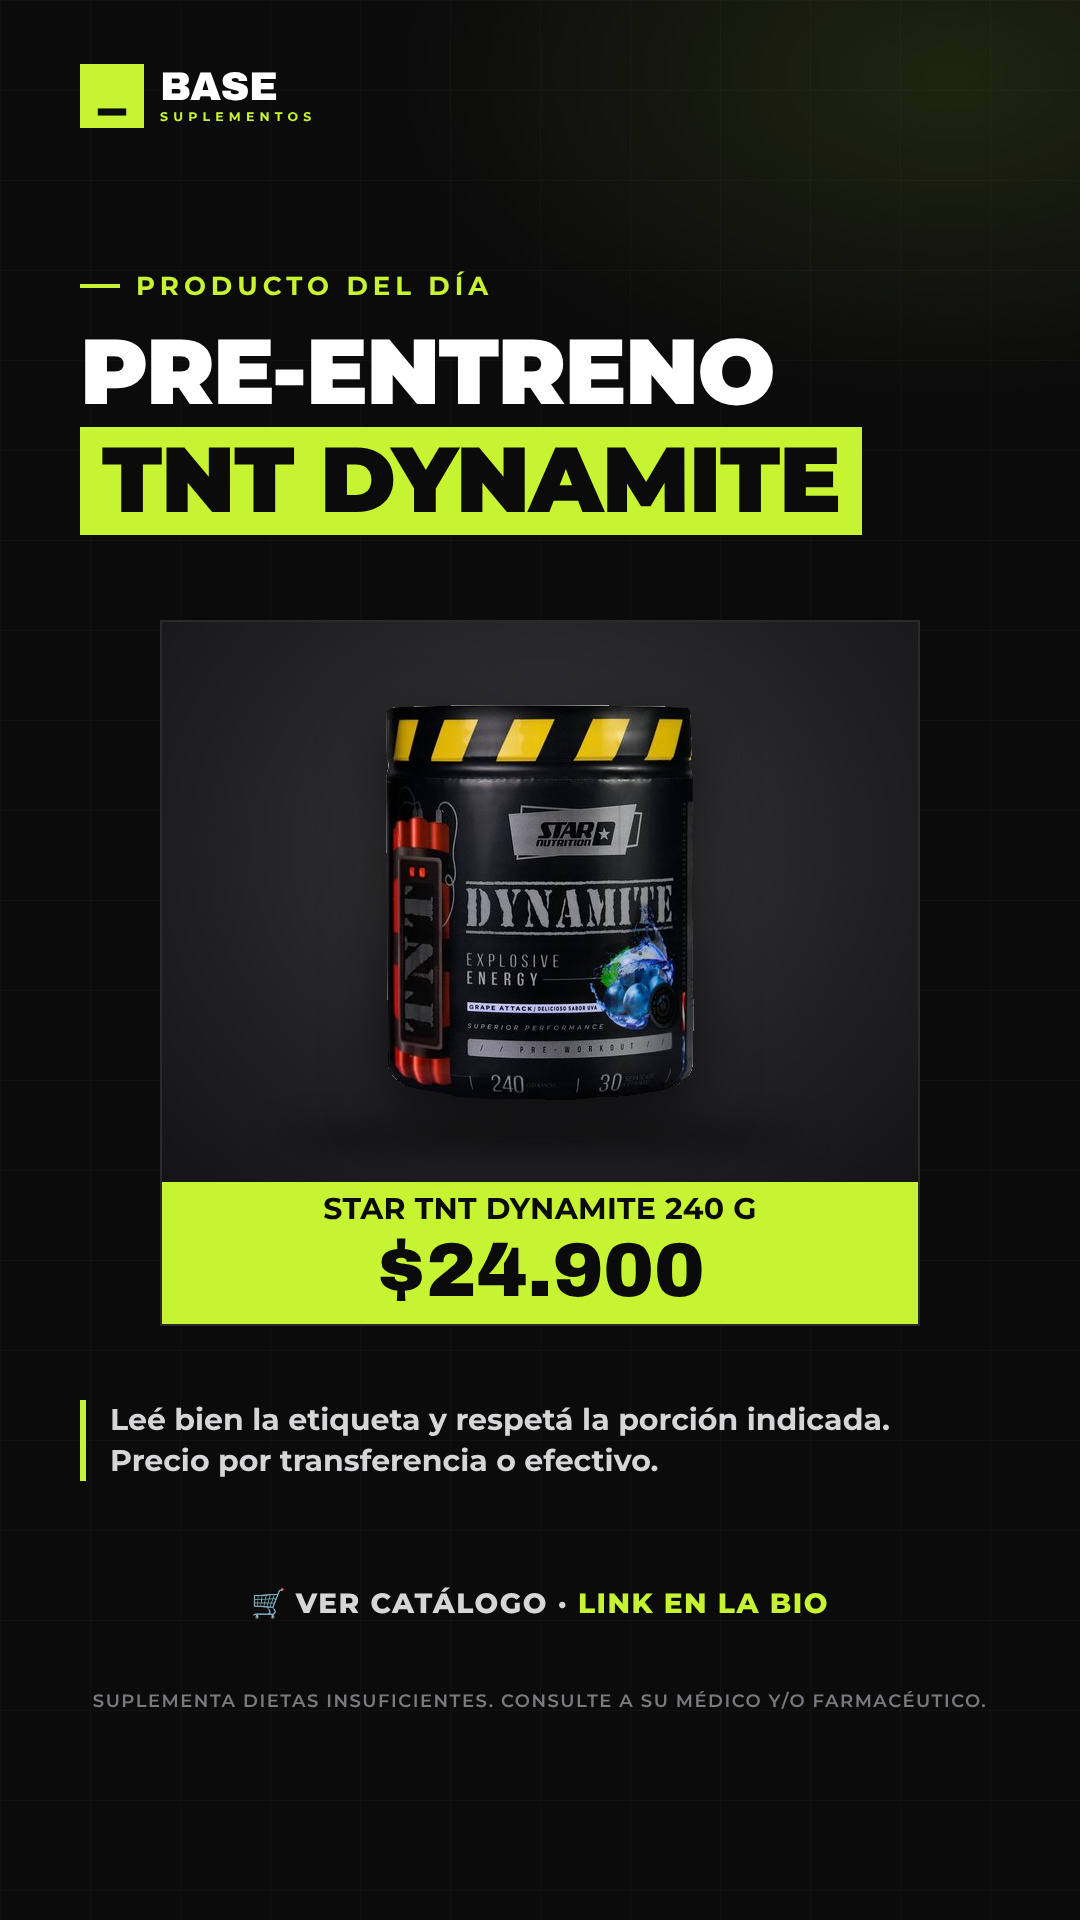 BASE
SUPLEMENTOS
PRODUCTO DEL DÍA
PRE-ENTRENO
TNT DYNAMITE
STAR
NUTRITION
TNT
DYNAMITE
EXPLOSIVE
ENERGY
GRAPE ATTACK / DELICIOSO SABOR UVA
SUPERIOR PERFORMANCE
/ / PRE-WORKOUT / /
240
30
STAR TNT DYNAMITE 240 G
$24.900
Leé bien la etiqueta y respetá la porción indicada.
Precio por transferencia o efectivo.
🛒 VER CATÁLOGO · LINK EN LA BIO
SUPLEMENTA DIETAS INSUFICIENTES. CONSULTE A SU MÉDICO Y/O FARMACÉUTICO.